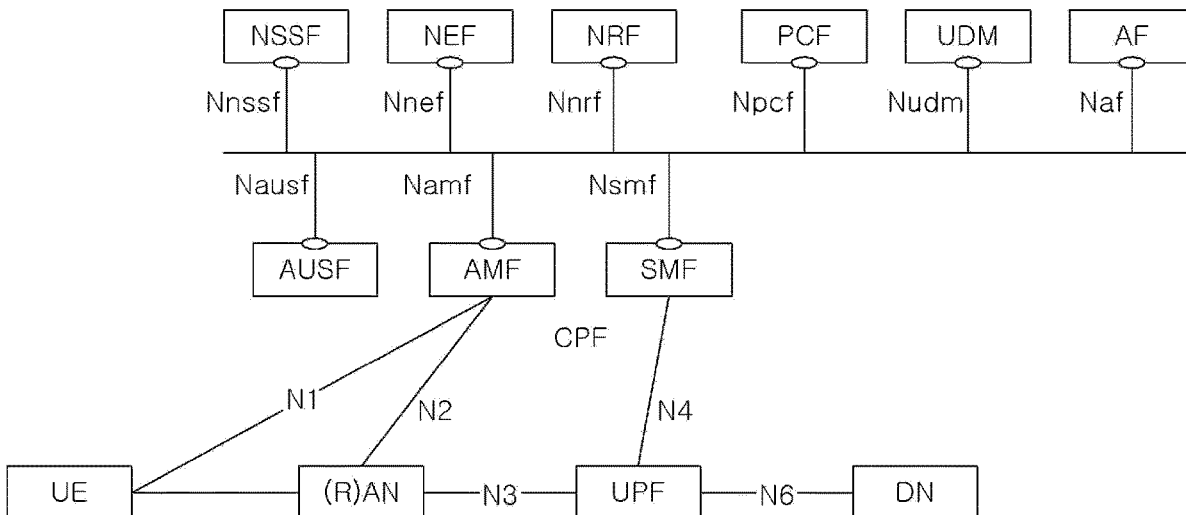 NSSF NEF NRF PCF UDM AF
Nnssf Nnef Nnrf Npcf Nudm Naf
Nausf Namf Nsmf
AUSF AMF SMF
CPF
N1 N2 N4
UE (R)AN N3 UPF N6 DN